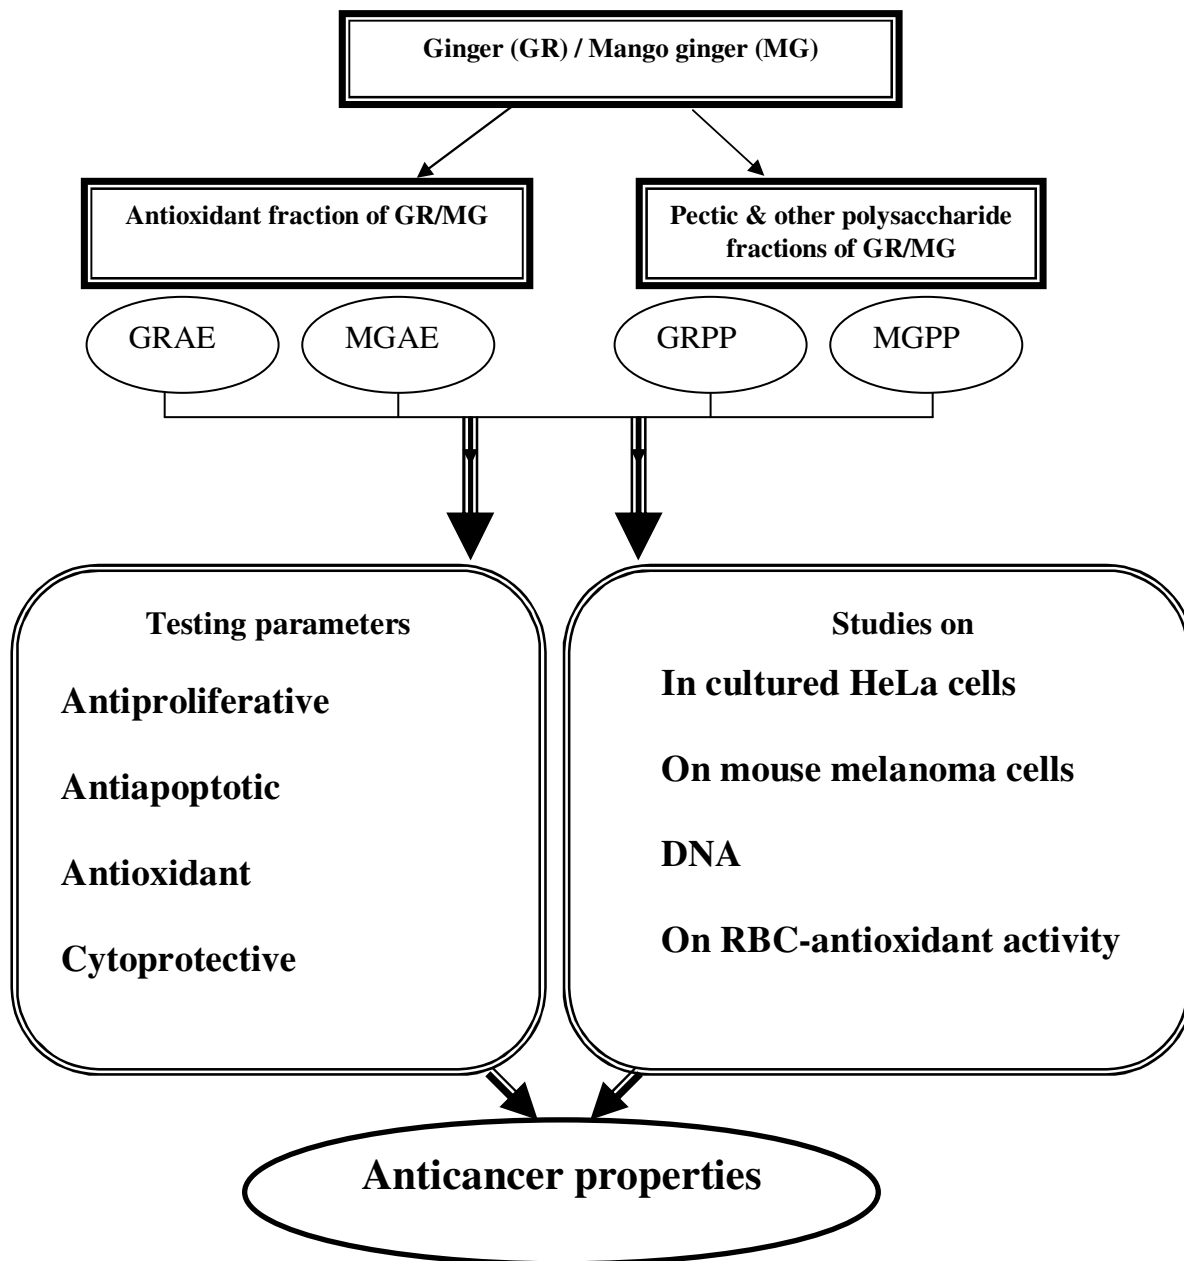 Ginger (GR) / Mango ginger (MG)
Antioxidant fraction of GR/MG
Pectic & other polysaccharide
fractions of GR/MG
GRAE
MGAE
GRPP
MGPP
Testing parameters
Antiproliferative
Antiapoptotic
Antioxidant
Cytoprotective
Studies on
In cultured HeLa cells
On mouse melanoma cells
DNA
On RBC-antioxidant activity
Anticancer properties